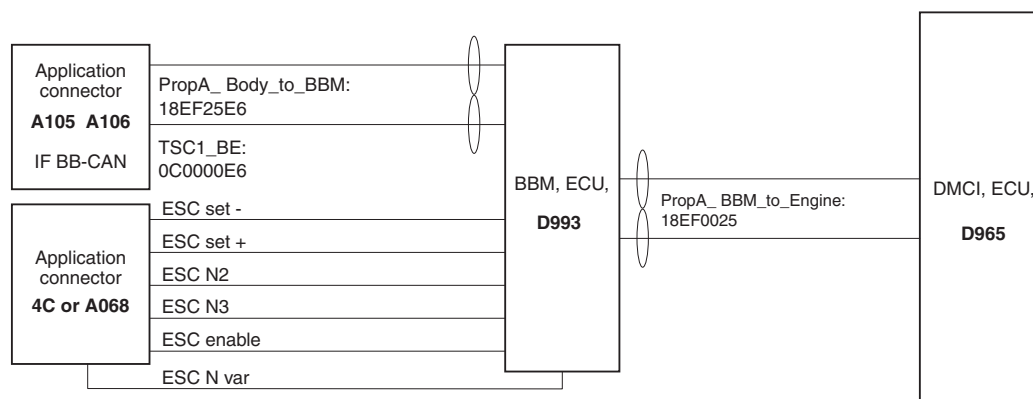 Application
connector
A105 A106
IF BB-CAN
PropA_ Body_to_BBM:
18EF25E6
TSC1_BE:
0C0000E6
Application
connector
4C or A068
ESC set -
ESC set +
ESC N2
ESC N3
ESC enable
ESC N var
BBM, ECU,
D993
PropA_ BBM_to_Engine:
18EF0025
DMCI, ECU,
D965